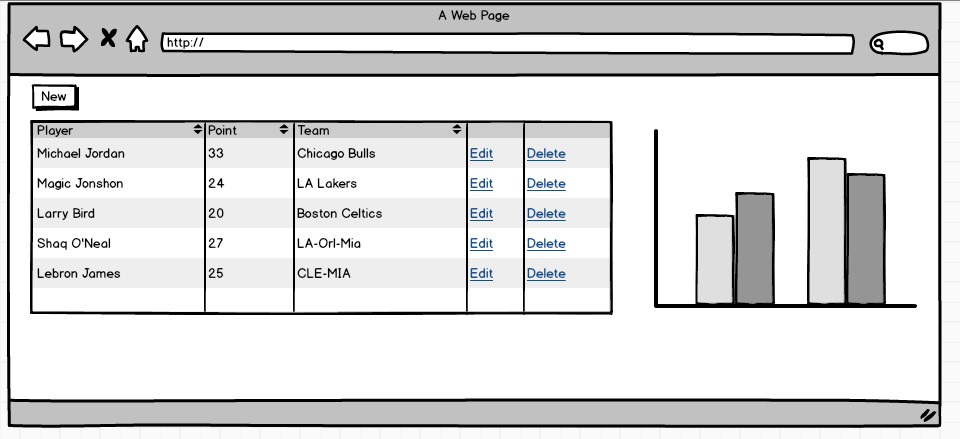 A Web Page
http://
New
Player Point Team
Michael Jordan 33 Chicago Bulls Edit Delete
Magic Jonshon 24 LA Lakers Edit Delete
Larry Bird 20 Boston Celtics Edit Delete
Shaq O'Neal 27 LA-Orl-Mia Edit Delete
Lebron James 25 CLE-MIA Edit Delete